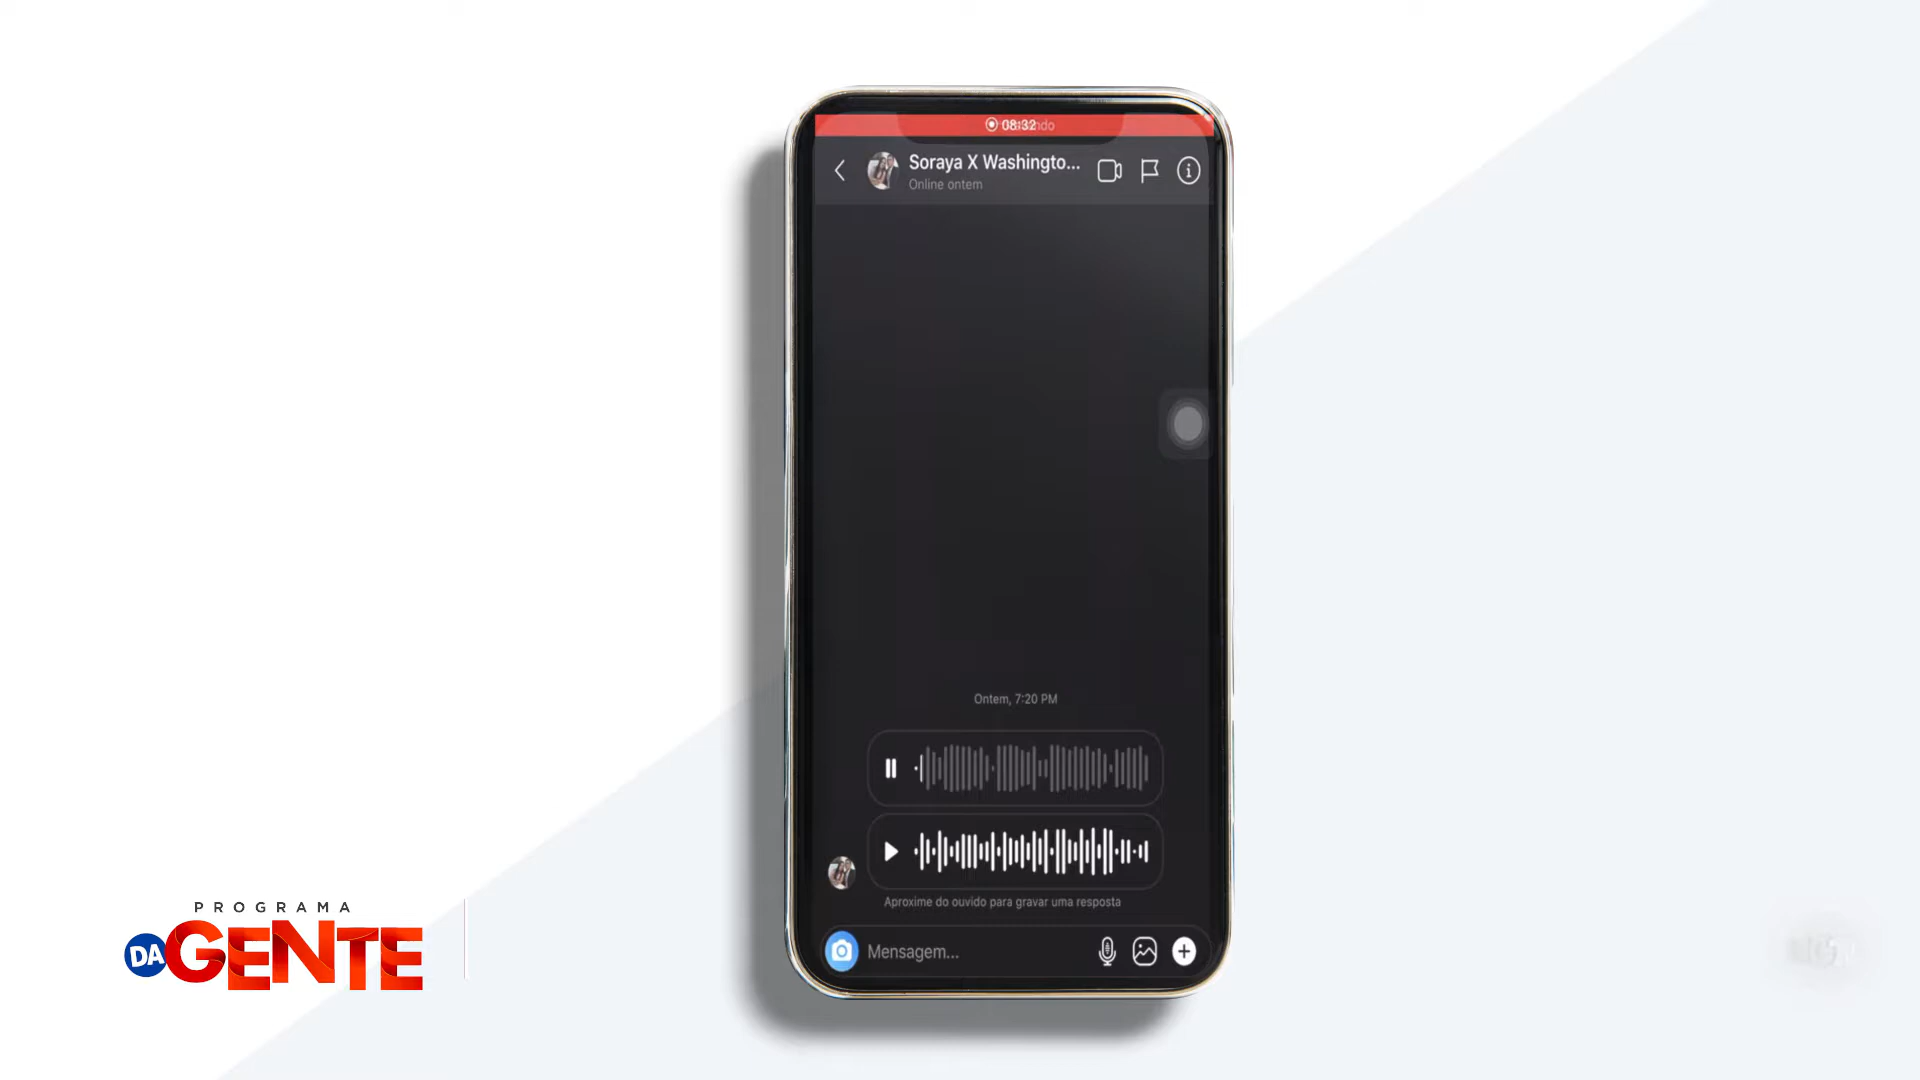 08:32
Soraya X Washingto...
Online ontem
Ontem, 7:20 PM
Aproxime do ouvido para gravar uma resposta
Mensagem...
PROGRAMA
DA GENTE